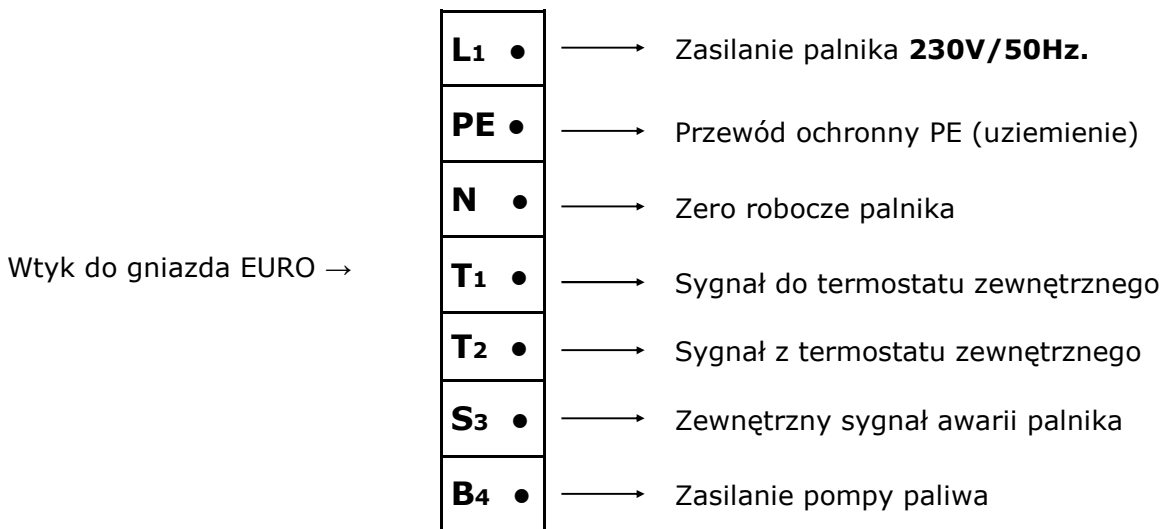 L1 ● → Zasilanie palnika 230V/50Hz.
PE ● → Przewód ochronny PE (uziemienie)
N ● → Zero robocze palnika
Wtyk do gniazda EURO →
T1 ● → Sygnał do termostatu zewnętrznego
T2 ● → Sygnał z termostatu zewnętrznego
S3 ● → Zewnętrzny sygnał awarii palnika
B4 ● → Zasilanie pompy paliwa